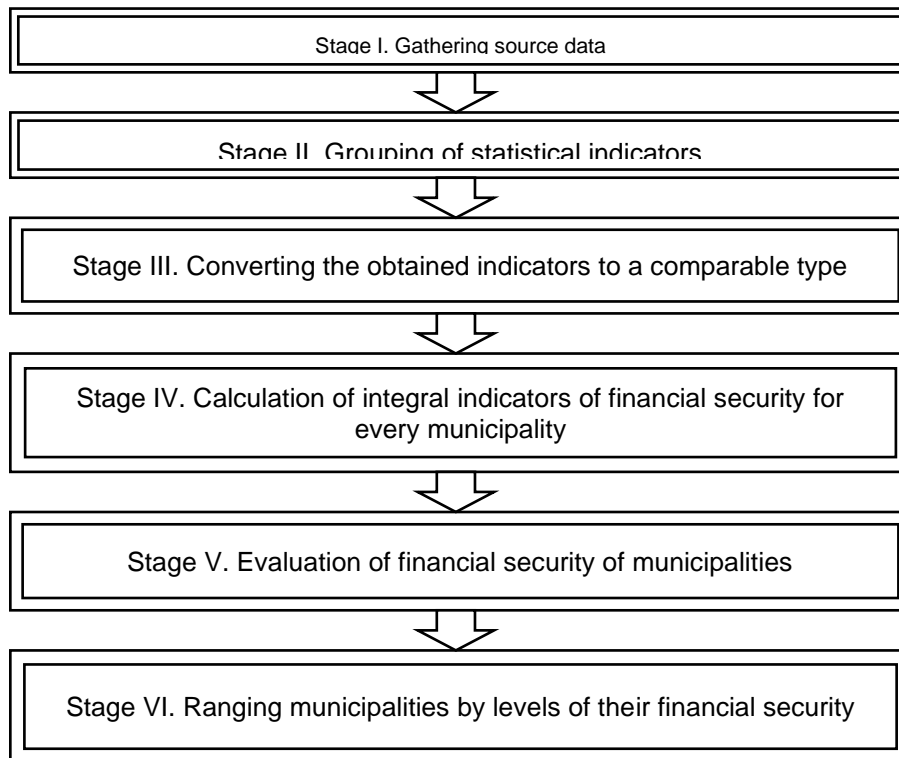 Stage I. Gathering source data
Stage II. Grouping of statistical indicators
Stage III. Converting the obtained indicators to a comparable type
Stage IV. Calculation of integral indicators of financial security for
every municipality
Stage V. Evaluation of financial security of municipalities
Stage VI. Ranging municipalities by levels of their financial security